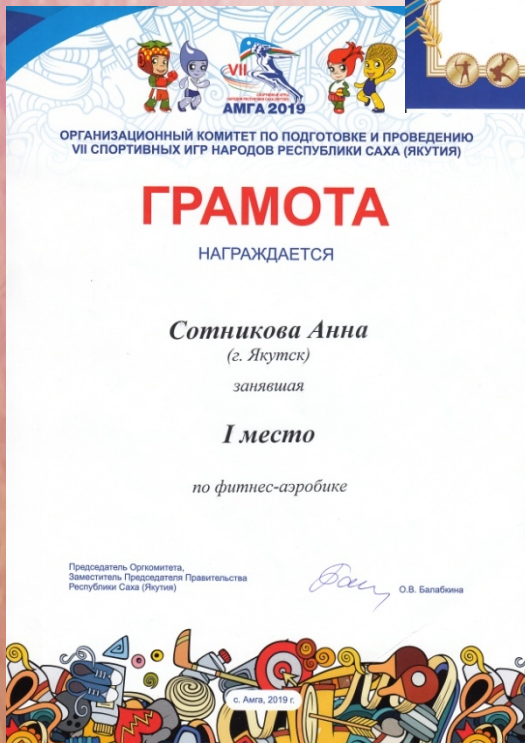 VII
АМГА 2019
ОРГАНИЗАЦИОННЫЙ КОМИТЕТ ПО ПОДГОТОВКЕ И ПРОВЕДЕНИЮ
VII СПОРТИВНЫХ ИГР НАРОДОВ РЕСПУБЛИКИ САХА (ЯКУТИЯ)
ГРАМОТА
НАГРАЖДАЕТСЯ
Сотникова Анна
(г. Якутск)
занявшая
I место
по фитнес-аэробике
Председатель Оргкомитета,
Заместитель Председателя Правительства
Республики Саха (Якутия)
О.В. Балабкина
с. Амга, 2019 г.